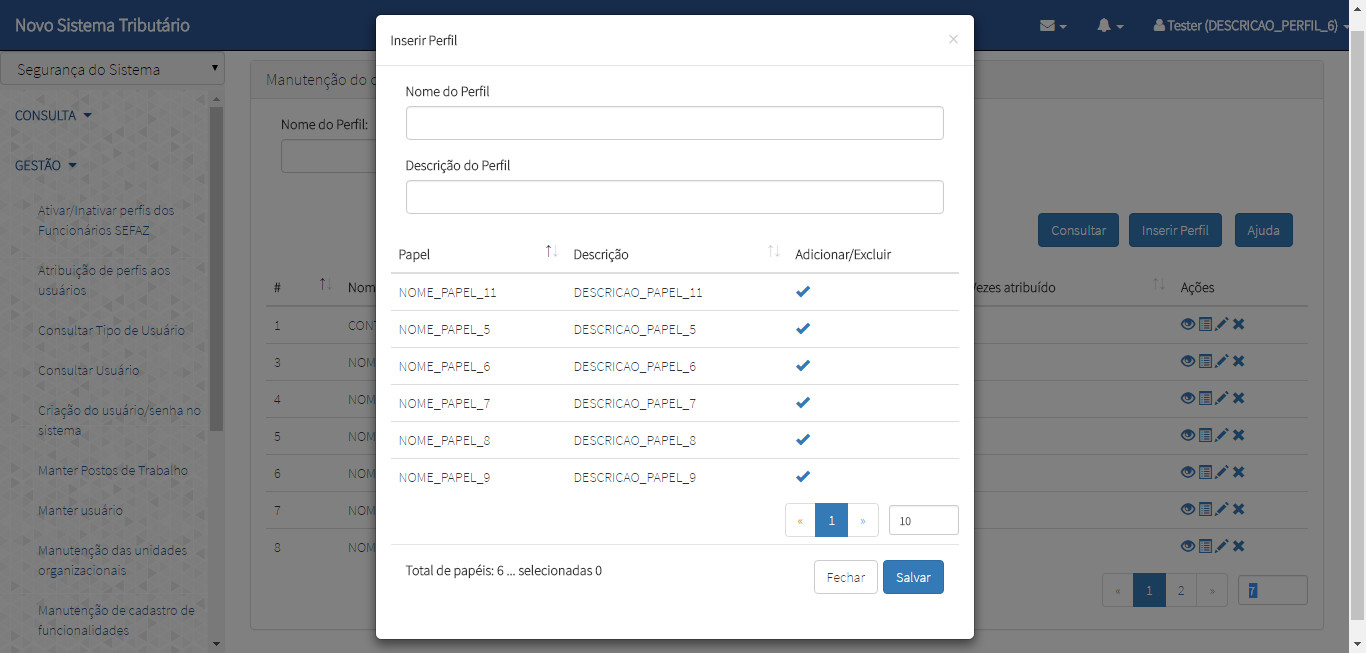 Novo Sistema Tributário
Tester (DESCRICAO_PERFIL_6)
Segurança do Sistema
CONSULTA
GESTÃO
Ativar/Inativar perfis dos
Funcionários SEFAZ
Atribuição de perfis aos
usuários
Consultar Tipo de Usuário
Consultar Usuário
Criação do usuário/senha no
sistema
Manter Postos de Trabalho
Manter usuário
Manutenção das unidades
organizacionais
Manutenção de cadastro de
funcionalidades
Manutenção do
Nome do Perfil:
Consultar Inserir Perfil Ajuda
# Nom Vezes atribuído Ações
1 CON
3 NOM
4 NOM
5 NOM
6 NOM
7 NOM
8 NOM
« 1 2 » 7
Inserir Perfil ×
Nome do Perfil
Descrição do Perfil
Papel Descrição Adicionar/Excluir
NOME_PAPEL_11 DESCRICAO_PAPEL_11
NOME_PAPEL_5 DESCRICAO_PAPEL_5
NOME_PAPEL_6 DESCRICAO_PAPEL_6
NOME_PAPEL_7 DESCRICAO_PAPEL_7
NOME_PAPEL_8 DESCRICAO_PAPEL_8
NOME_PAPEL_9 DESCRICAO_PAPEL_9
« 1 » 10
Total de papéis: 6 ... selecionadas 0
Fechar Salvar